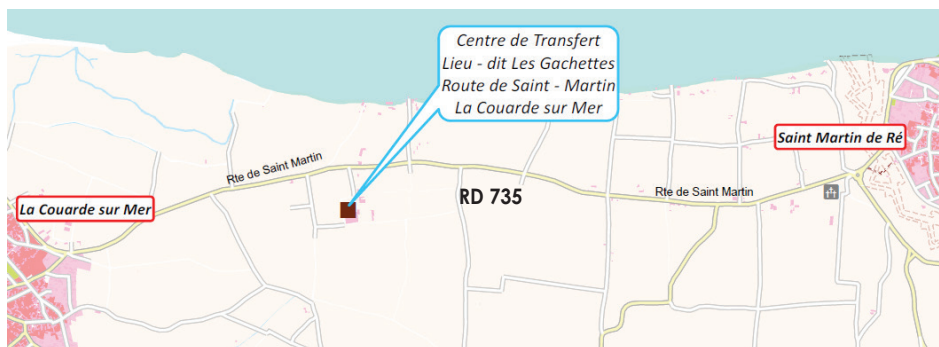 Centre de Transfert
Lieu - dit Les Gachettes
Route de Saint - Martin
La Couarde sur Mer
Saint Martin de Ré
Rte de Saint Martin
RD 735
Rte de Saint Martin
La Couarde sur Mer